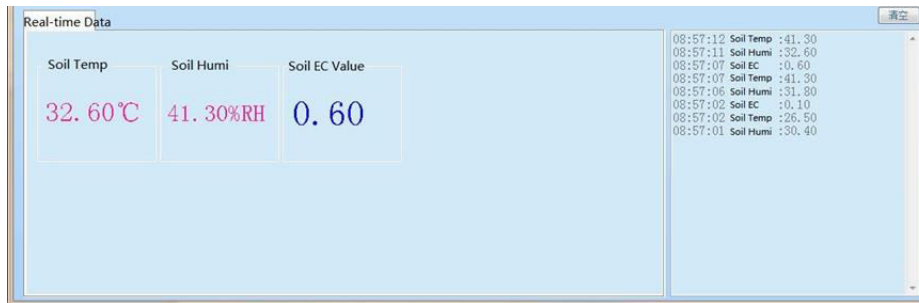 Real-time Data
清空
Soil Temp
Soil Humi
Soil EC Value
32.60℃
41.30%RH
0.60
08:57:12 Soil Temp :41.30
08:57:11 Soil Humi :32.60
08:57:07 Soil EC :0.60
08:57:07 Soil Temp :41.30
08:57:06 Soil Humi :31.80
08:57:02 Soil EC :0.10
08:57:02 Soil Temp :26.50
08:57:01 Soil Humi :30.40